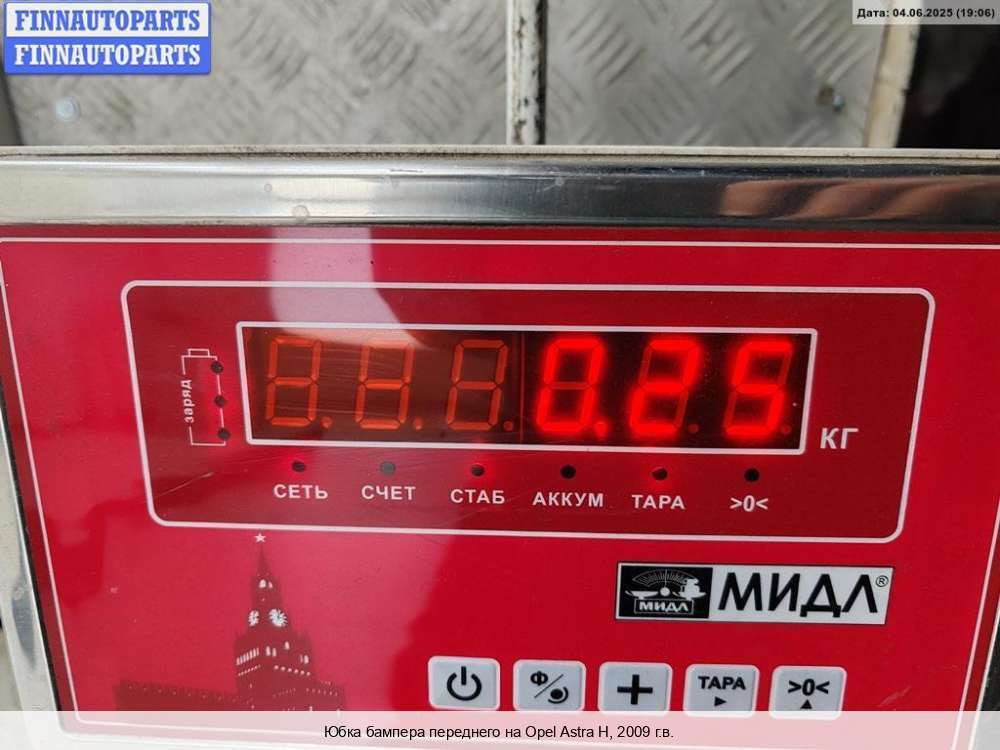 FINNAUTOPARTS
FINNAUTOPARTS
Дата: 04.06.2025 (19:06)
заряд
0.25
КГ
СЕТЬ СЧЕТ СТАБ АККУМ ТАРА >0<
МИДЛ МИДЛ®
Ф ТАРА >0<
Юбка бампера переднего на Opel Astra H, 2009 г.в.